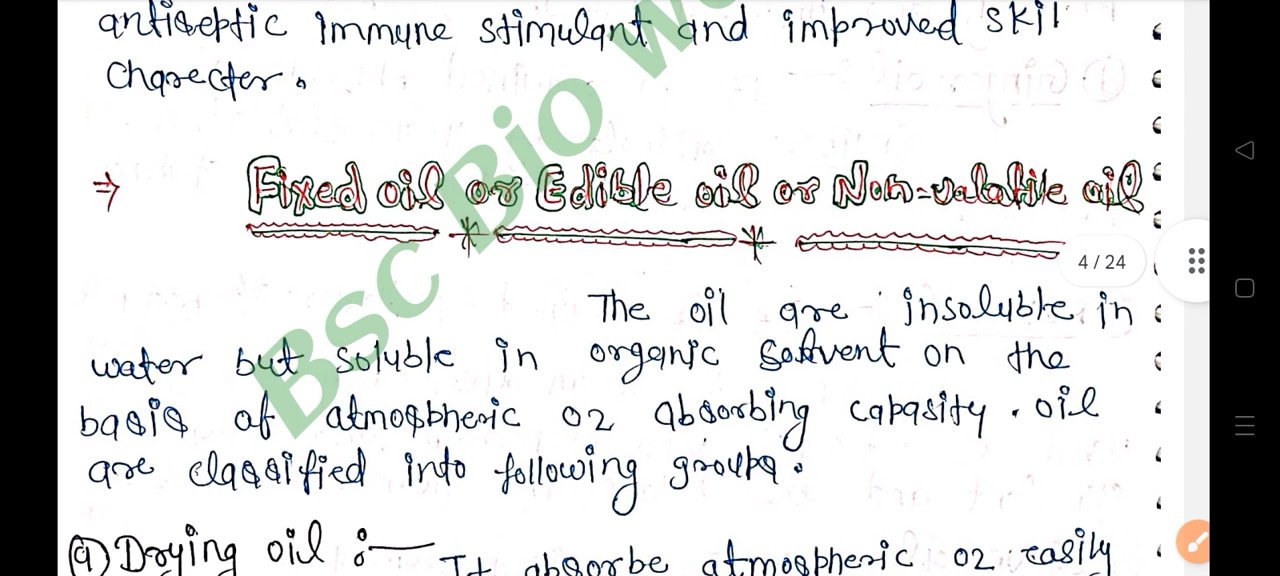 antiseptic immune stimulant and improved skil
Charecter.
⇒ Fixed oil or Edible oil or Non-valatile oil
4 / 24
The oil are insoluble in
water but soluble in organic solvent on the
basis of atmospheric O2 absorbing capasity. oil
are classified into following groups.
(a) Drying oil :— It absorbe atmospheric O2 easily
BSC Bio W